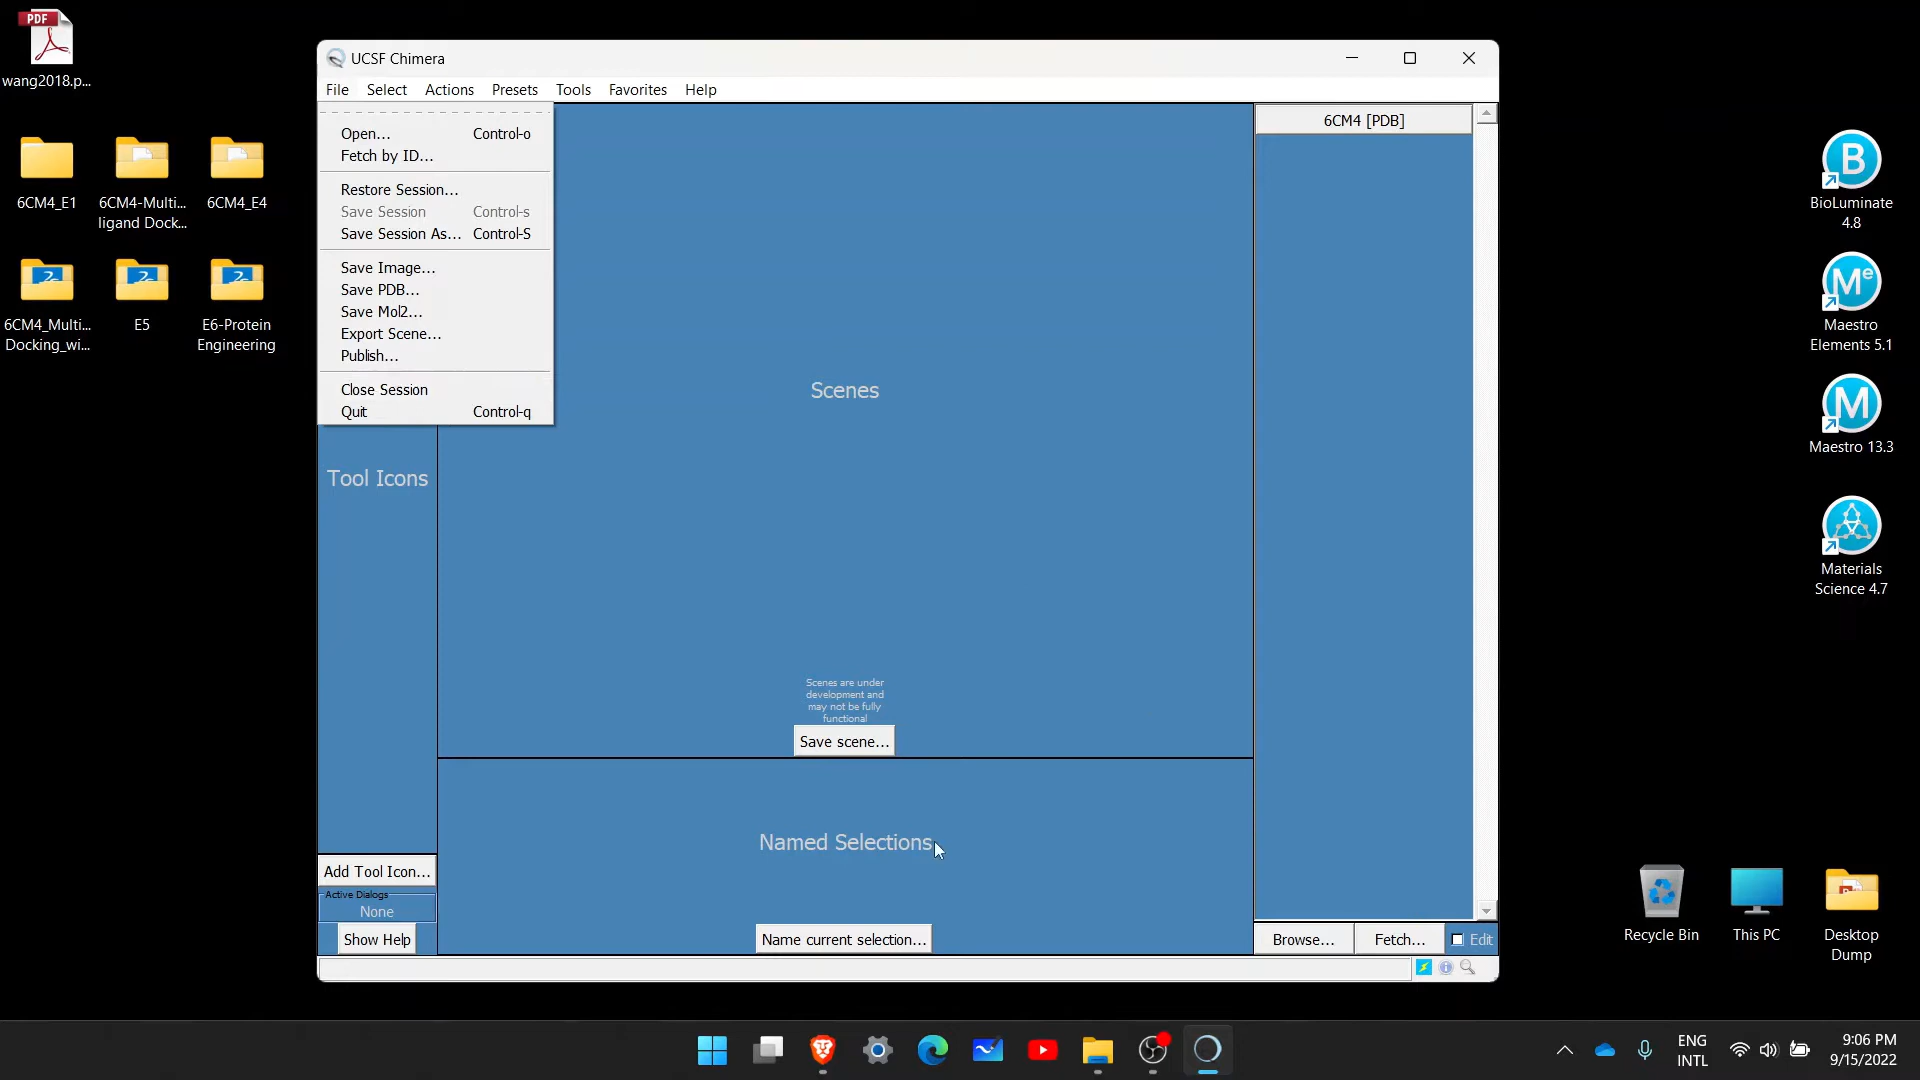 PDF
wang2018.p...
6CM4_E1
6CM4-Multi...
ligand Dock...
6CM4_E4
6CM4_Multi...
Docking_wi...
E5
E6-Protein
Engineering
UCSF Chimera
File Select Actions Presets Tools Favorites Help
Open... Control-o
Fetch by ID...
Restore Session...
Save Session Control-s
Save Session As... Control-S
Save Image...
Save PDB...
Save Mol2...
Export Scene...
Publish...
Close Session
Quit Control-q
Tool Icons
Add Tool Icon...
Active Dialogs
None
Show Help
Scenes
Scenes are under
development and
may not be fully
functional
Save scene...
Named Selections
Name current selection...
6CM4 [PDB]
Browse... Fetch... Edit
B
BioLuminate
4.8
Me
Maestro
Elements 5.1
M
Maestro 13.3
Materials
Science 4.7
Recycle Bin
This PC
Desktop
Dump
ENG
INTL
9:06 PM
9/15/2022